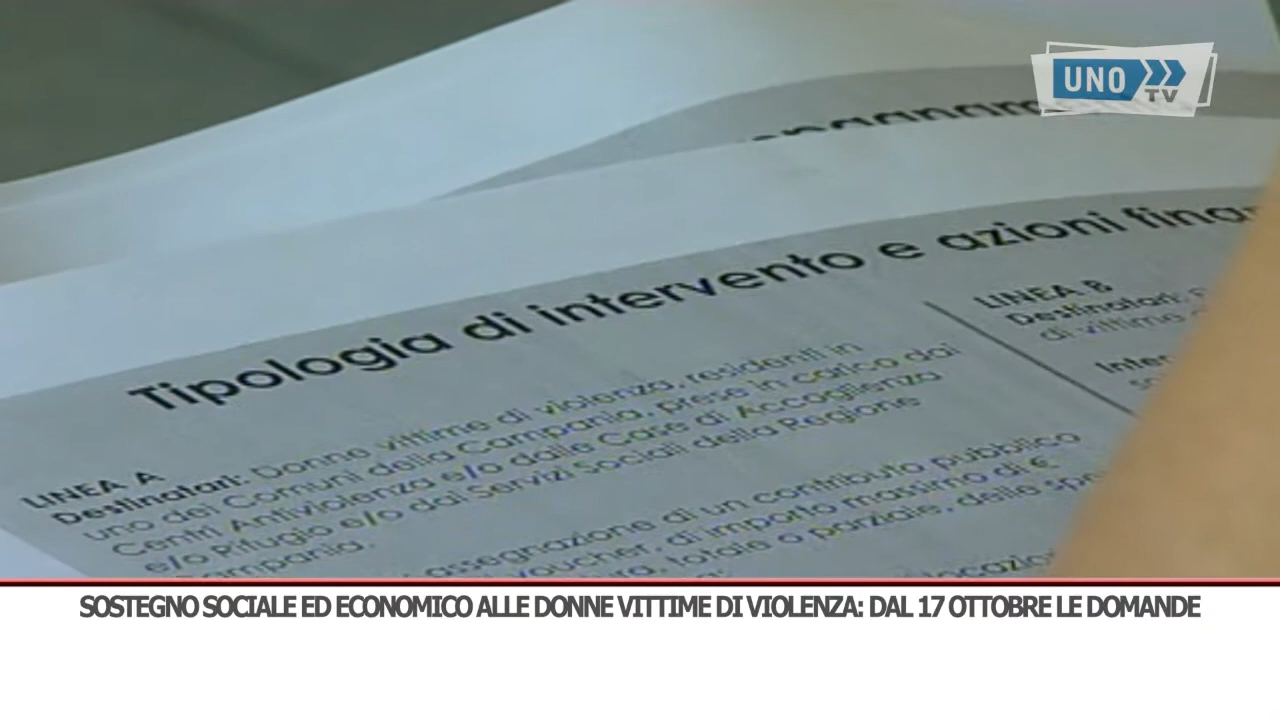 UNO
TV
Tipologia di intervento e azioni
LINEA A
Destinatari: Donne vittime di violenza, residenti in
uno dei Comuni della Campania, prese in carico dai
Centri Antiviolenza e/o dalle Case di Accoglienza
e/o Rifugio e/o dai Servizi Sociali della Regione
Campania.
assegnazione di un contributo pubblico
voucher, di importo massimo di €
totale o parziale, delle
LINEA B
Destinatari:
di vittime
SOSTEGNO SOCIALE ED ECONOMICO ALLE DONNE VITTIME DI VIOLENZA: DAL 17 OTTOBRE LE DOMANDE